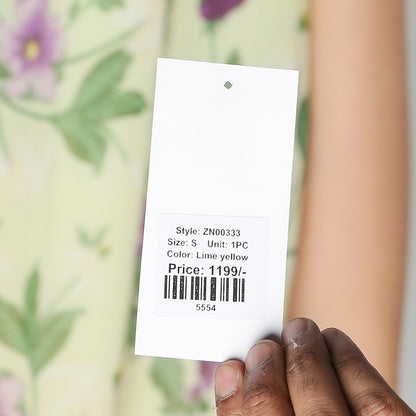 Style: ZN00333
Size: S Unit: 1PC
Color: Lime yellow
Price: 1199/-
5554